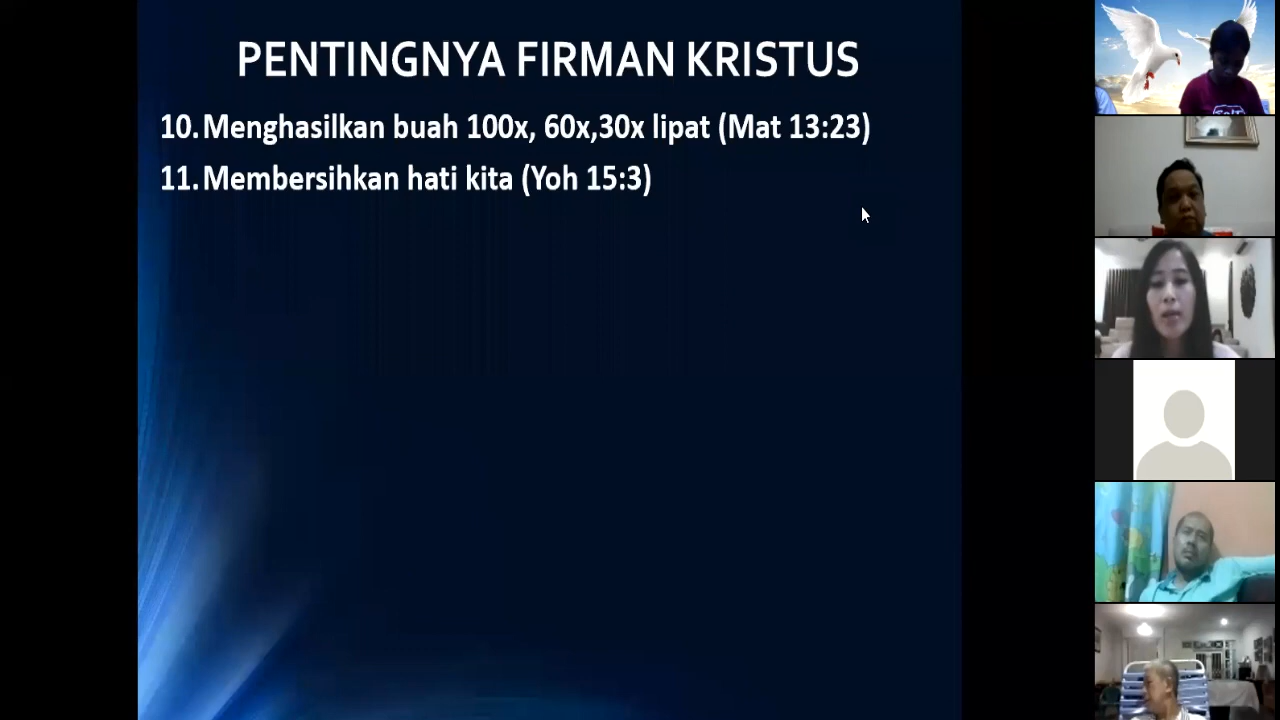 PENTINGNYA FIRMAN KRISTUS
10. Menghasilkan buah 100x, 60x,30x lipat (Mat 13:23)
11. Membersihkan hati kita (Yoh 15:3)